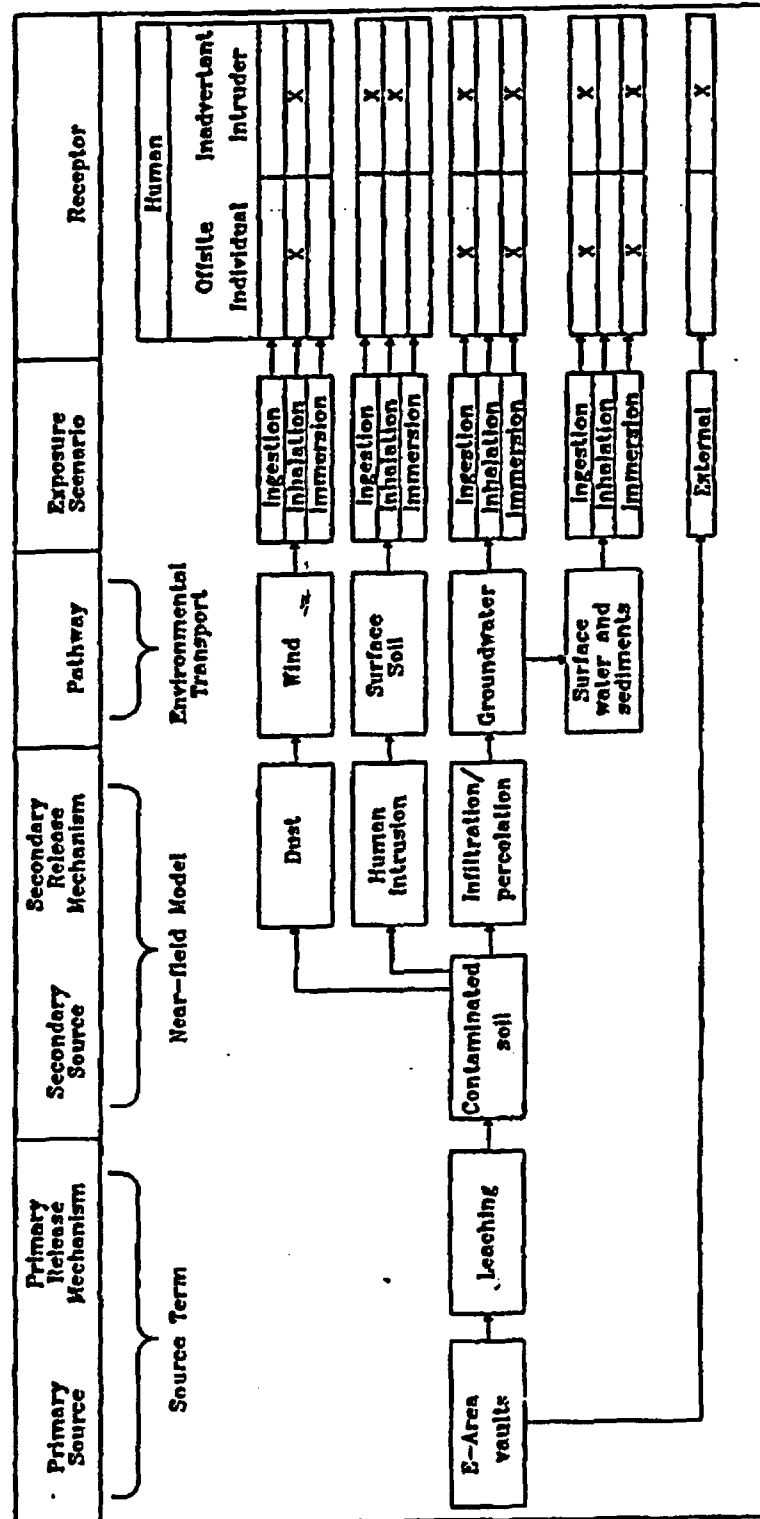 Primary
Source
Primary
Release
Mechanism
Secondary
Source
Secondary
Release
Mechanism
Pathway
Exposure
Scenario
Receptor
Source Term
Near-field Model
Environmental
Transport
Human
Offsite
Individual
Inadvertant
Intruder
Dust
Wind
Ingestion
Inhalation
X
X
Immersion
Human
Intrusion
Surface
Soil
Ingestion
X
Inhalation
X
Immersion
E-Area
vaults
Leaching
Contaminated
soil
Infiltration/
percolation
Groundwater
Ingestion
X
X
Inhalation
Immersion
X
X
Surface
water and
sediments
Ingestion
X
X
Inhalation
Immersion
X
X
External
X